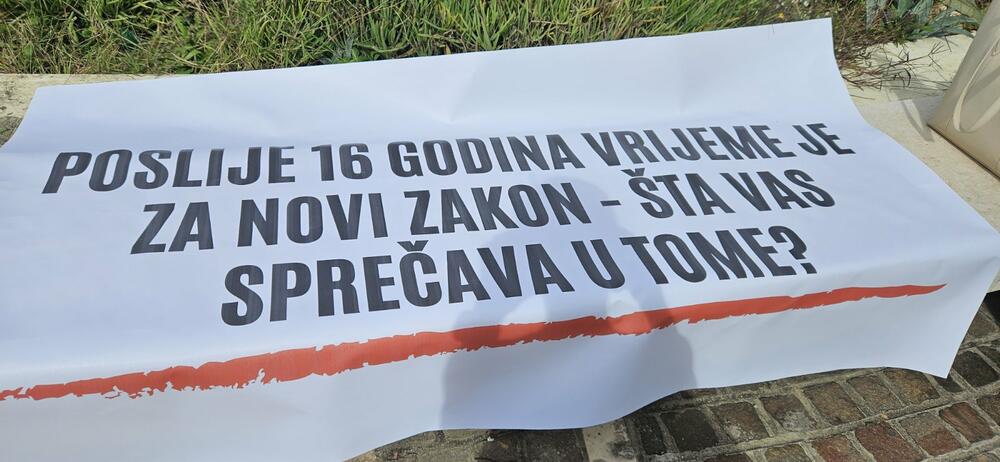 POSLIJE 16 GODINA VRIJEME JE
ZA NOVI ZAKON - ŠTA VAS
SPREČAVA U TOME?